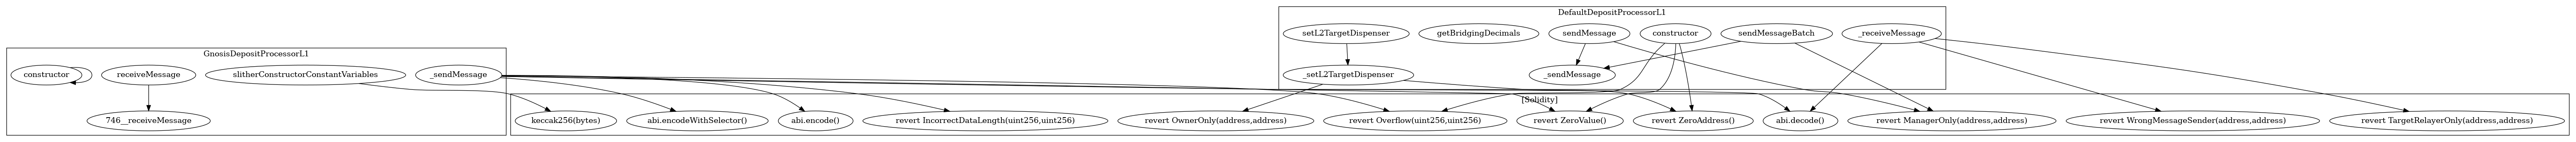 DefaultDepositProcessorL1
setL2TargetDispenser
getBridgingDecimals
sendMessage
constructor
sendMessageBatch
_receiveMessage
GnosisDepositProcessorL1
constructor
receiveMessage
slitherConstructorConstantVariables
_sendMessage
_setL2TargetDispenser
_sendMessage
[Solidity]
746__receiveMessage
keccak256(bytes)
abi.encodeWithSelector()
abi.encode()
revert IncorrectDataLength(uint256,uint256)
revert OwnerOnly(address,address)
revert Overflow(uint256,uint256)
revert ZeroValue()
revert ZeroAddress()
abi.decode()
revert ManagerOnly(address,address)
revert WrongMessageSender(address,address)
revert TargetRelayerOnly(address,address)